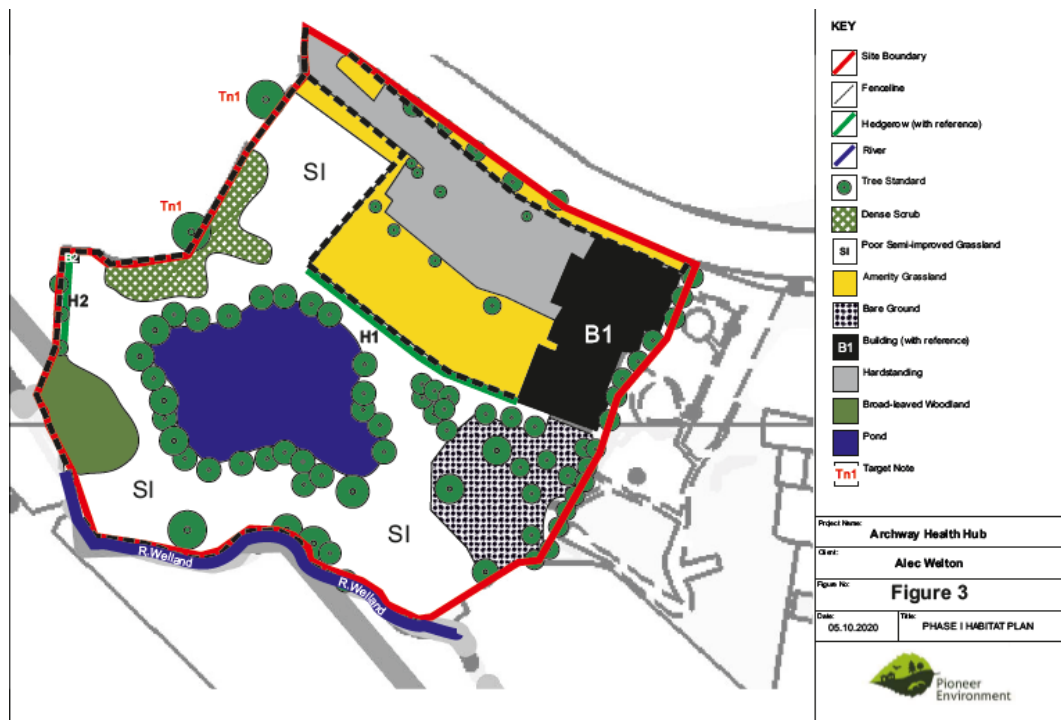 Tn1
SI
Tn1
B2
H2
H1
B1
SI
SI
R.Welland
R.Welland
KEY
Site Boundary
Fenceline
Hedgerow (with reference)
River
Tree Standard
Dense Scrub
SI Poor Semi-improved Grassland
Amenity Grassland
Bare Ground
B1 Building (with reference)
Hardstanding
Broad-leaved Woodland
Pond
Tn1 Target Note
Project Name:
Archway Health Hub
Client:
Alec Welton
Figure No:
Figure 3
Date: Title:
05.10.2020 PHASE I HABITAT PLAN
Pioneer
Environment